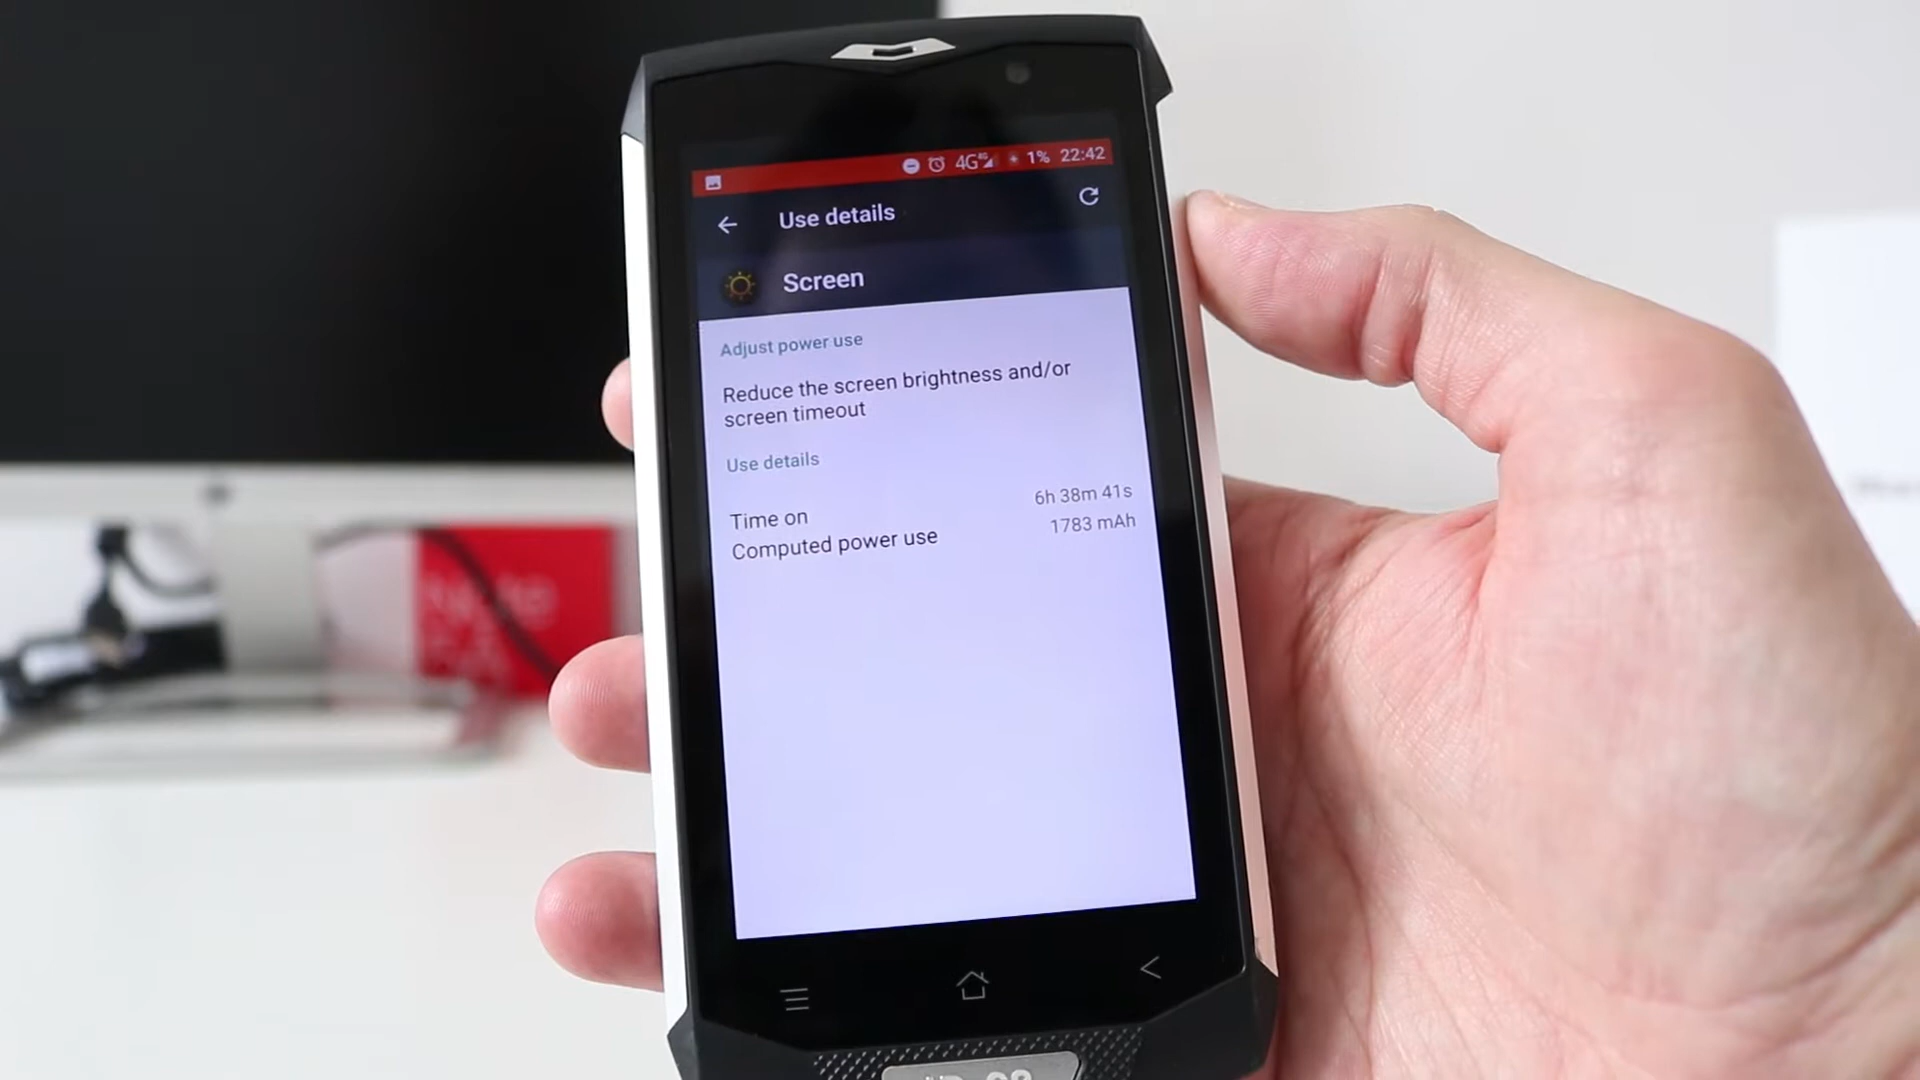 4G 1% 22:42
Use details
Screen
Adjust power use
Reduce the screen brightness and/or
screen timeout
Use details
Time on 6h 38m 41s
Computed power use 1783 mAh